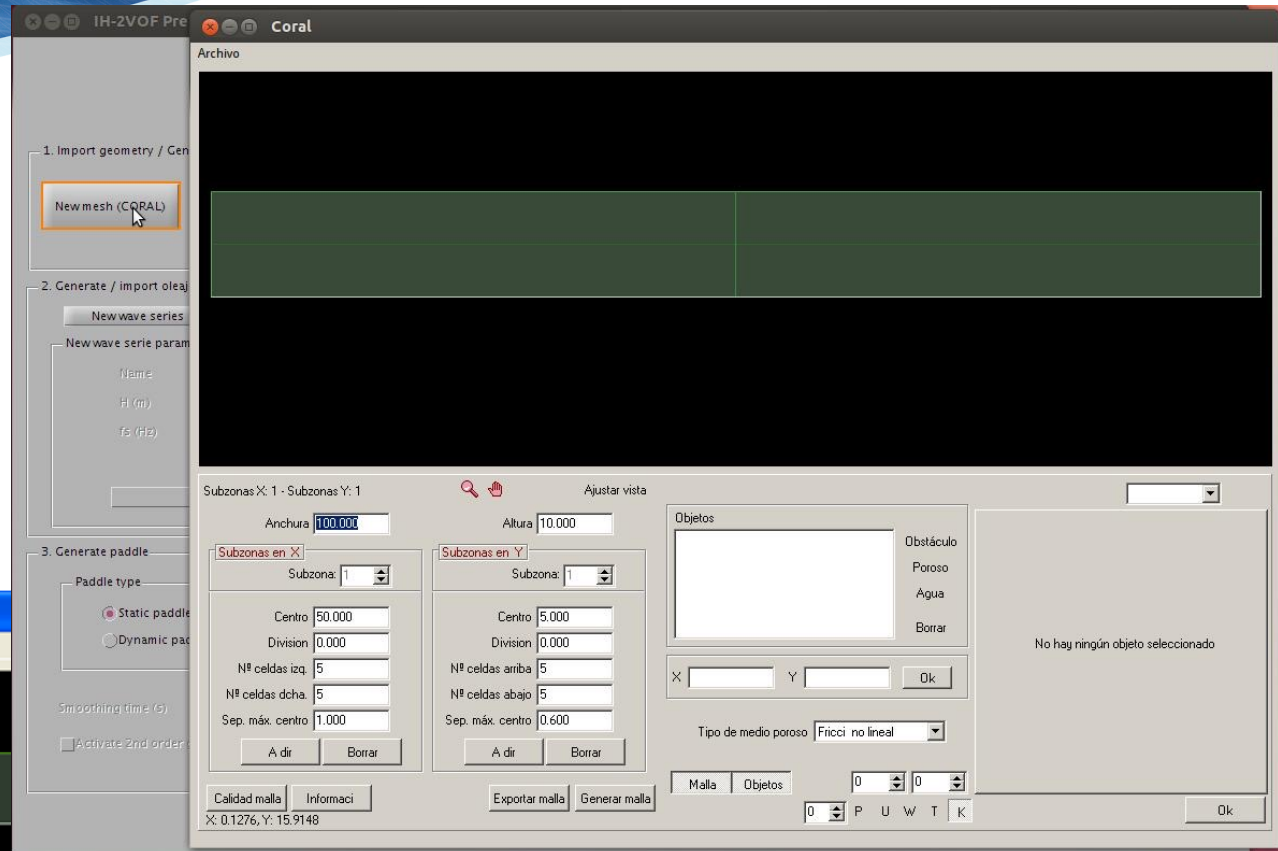 IH-2VOF Pre
Coral
Archivo
1. Import geometry / Gen
New mesh (CORAL)
2. Generate / import oleaj
New wave series
New wave serie param
Name
H (m)
fs (Hz)
3. Generate paddle
Paddle type
Static paddle
Dynamic pac
Smoothing time (s)
Activate 2nd order
Subzonas X: 1 - Subzonas Y: 1
Ajustar vista
Anchura 100.000
Altura 10.000
Subzonas en X
Subzona: 1
Centro 50.000
Division 0.000
Nª celdas izq. 5
Nª celdas dcha. 5
Sep. máx. centro 1.000
A dir Borrar
Subzonas en Y
Subzona: 1
Centro 5.000
Division 0.000
Nª celdas arriba 5
Nª celdas abajo 5
Sep. máx. centro 0.600
A dir Borrar
Calidad malla Informaci
Exportar malla Generar malla
X: 0.1276, Y: 15.9148
Objetos
Obstáculo
Poroso
Agua
Borrar
X Y Ok
Tipo de medio poroso Fricci no lineal
Malla Objetos 0 0
0 P U W T K
No hay ningún objeto seleccionado
Ok